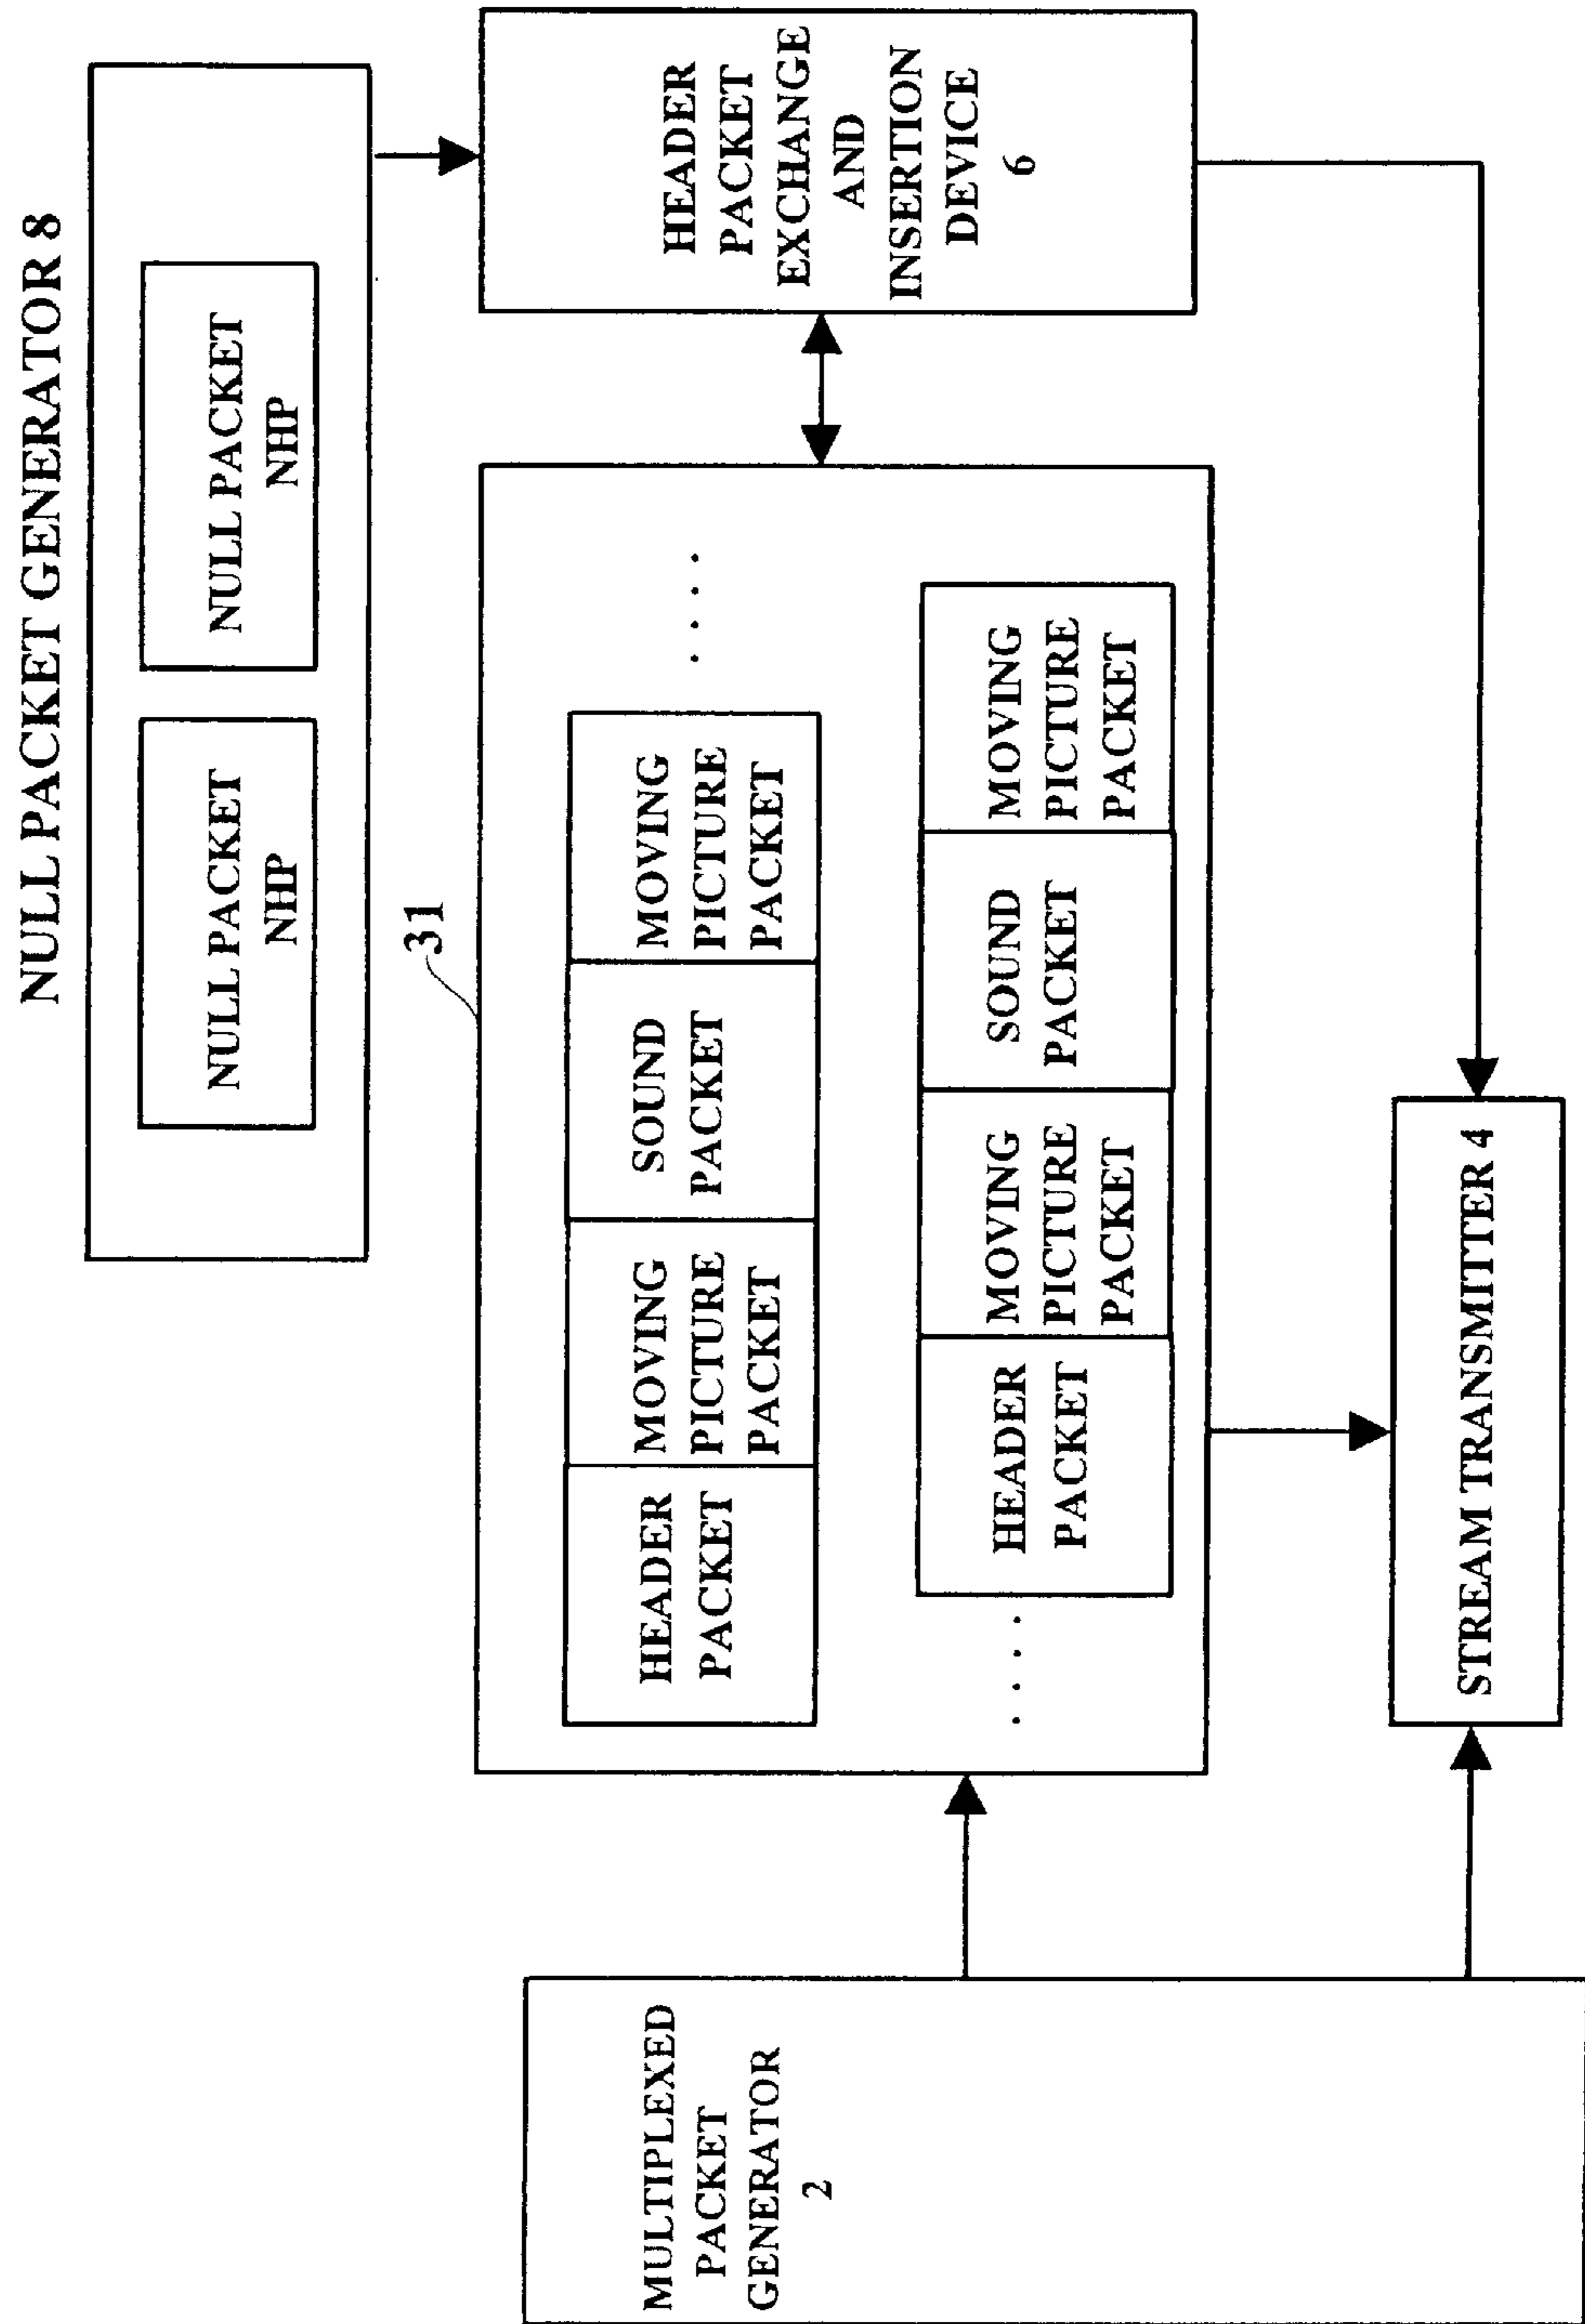 NULL PACKET GENERATOR 8
NULL PACKET
NHP
NULL PACKET
NHP
31
HEADER
PACKET
MOVING
PICTURE
PACKET
SOUND
PACKET
MOVING
PICTURE
PACKET
. . . .
. . . .
HEADER
PACKET
MOVING
PICTURE
PACKET
SOUND
PACKET
MOVING
PICTURE
PACKET
HEADER
PACKET
EXCHANGE
AND
INSERTION
DEVICE
6
MULTIPLEXED
PACKET
GENERATOR
2
STREAM TRANSMITTER 4